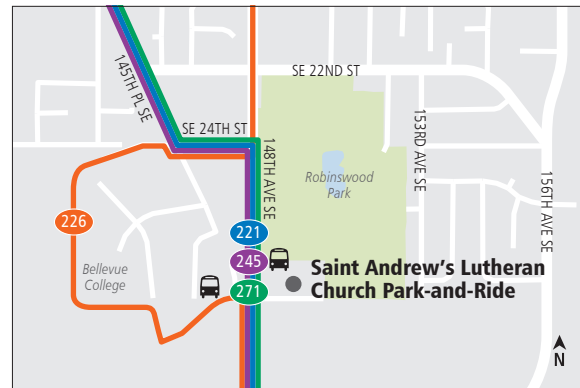 SE 22ND ST
145TH PL SE
SE 24TH ST
148TH AVE SE
153RD AVE SE
156TH AVE SE
Robinswood
Park
226
221
245
271
Bellevue
College
Saint Andrew's Lutheran
Church Park-and-Ride
N